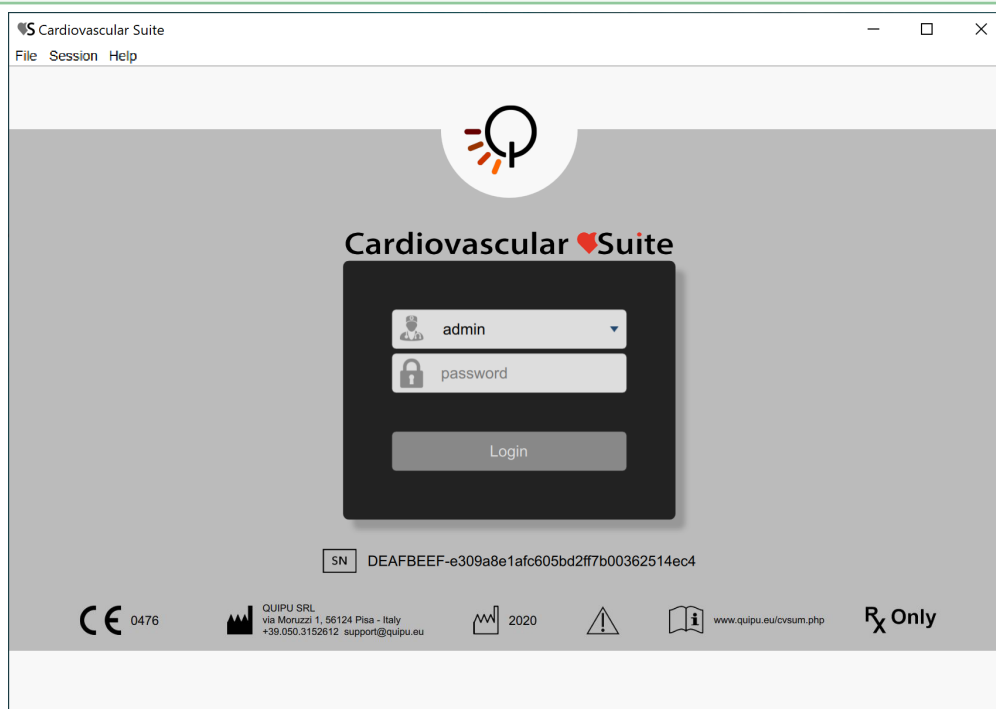 Cardiovascular Suite
File Session Help
Cardiovascular Suite
admin
password
Login
SN DEAFBEEF-e309a8e1afc605bd2ff7b00362514ec4
CE 0476
QUIPU SRL
via Moruzzi 1, 56124 Pisa - Italy
+39.050.3152612 support@quipu.eu
2020
www.quipu.eu/cvsum.php
Rx Only